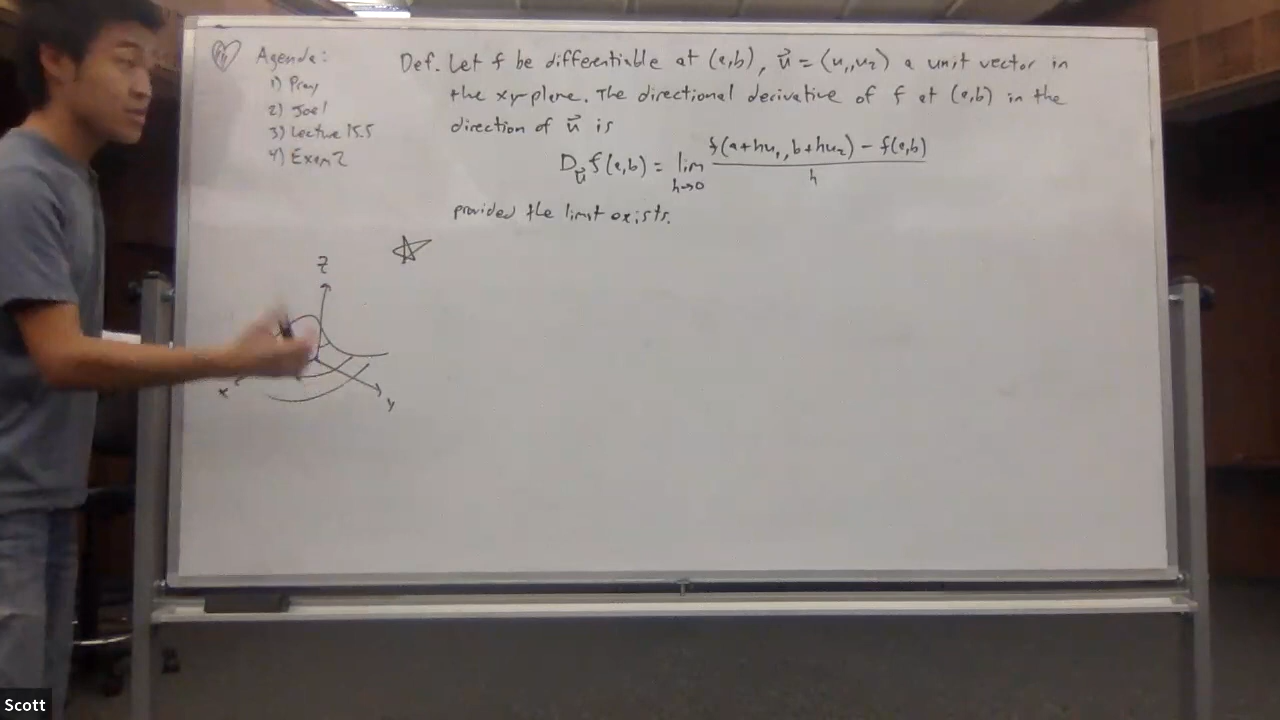 Agenda:
1) Pray
2) Joel
3) Lecture 15.5
4) Exam 2
Def. Let f be differentiable at (a,b), u⃗ = ⟨u₁,u₂⟩ a unit vector in
the xy-plane. The directional derivative of f at (a,b) in the
direction of u⃗ is
D_u⃗ f(a,b) = lim_{h→0} (f(a+hu₁, b+hu₂) − f(a,b)) / h
provided the limit exists.
z
x
y
Scott